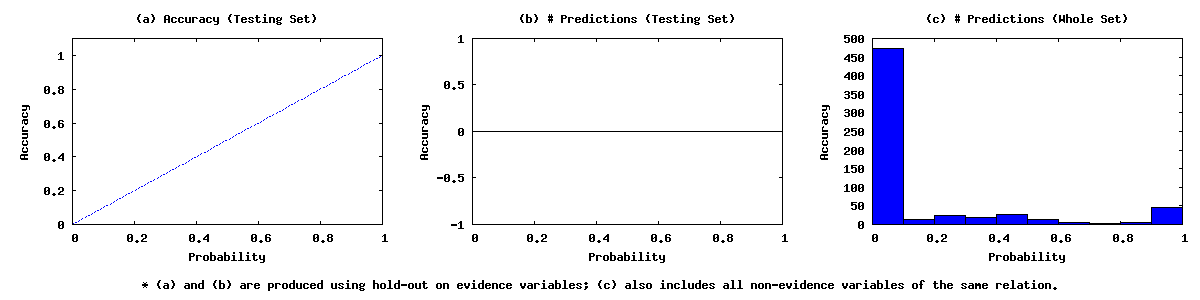 (a) Accuracy (Testing Set)
1
0.8
0.6
0.4
0.2
0
Accuracy
0 0.2 0.4 0.6 0.8 1
Probability
(b) # Predictions (Testing Set)
1
0.5
0
-0.5
-1
Accuracy
0 0.2 0.4 0.6 0.8 1
Probability
(c) # Predictions (Whole Set)
500
450
400
350
300
250
200
150
100
50
0
Accuracy
0 0.2 0.4 0.6 0.8 1
Probability
* (a) and (b) are produced using hold-out on evidence variables; (c) also includes all non-evidence variables of the same relation.